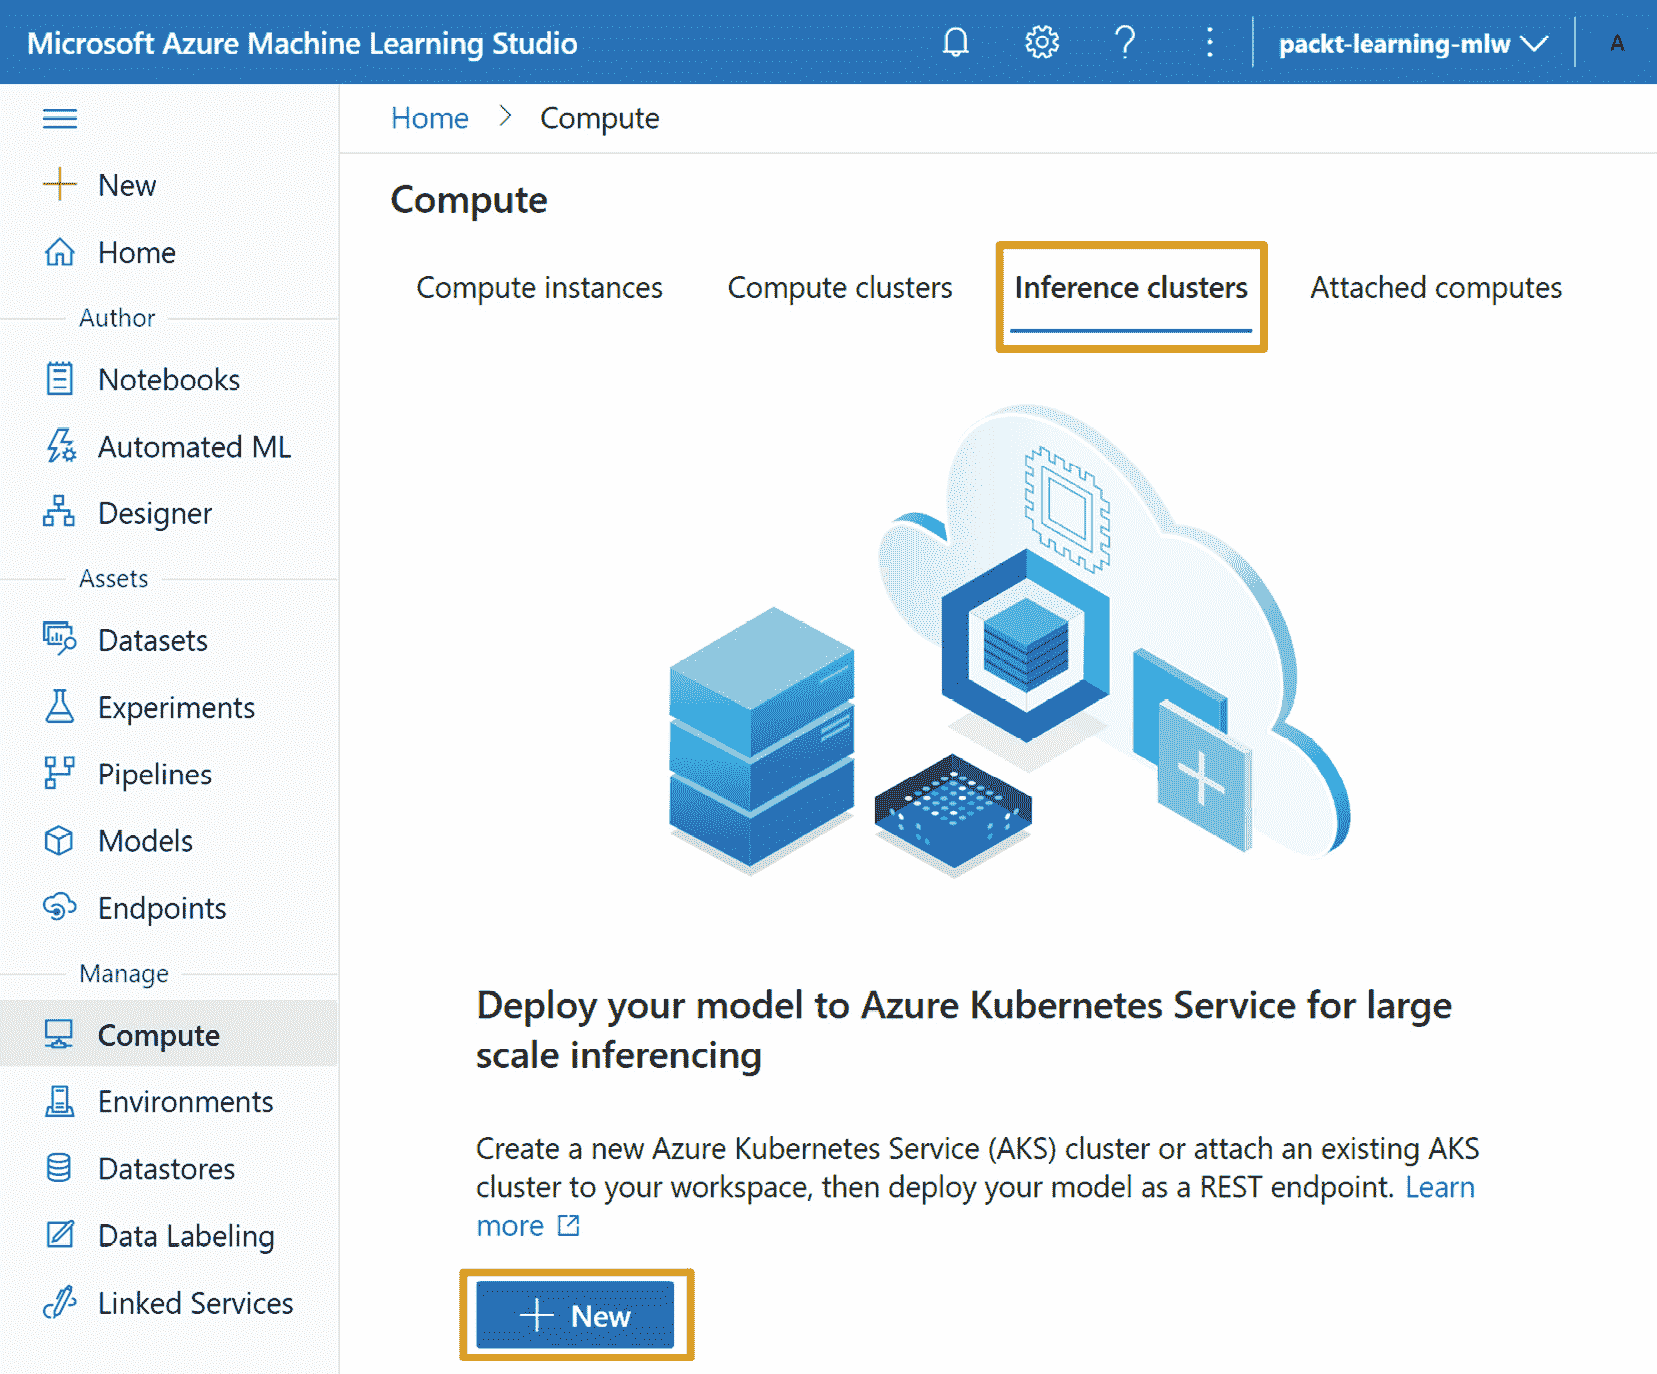 Microsoft Azure Machine Learning Studio
packt-learning-mlw
A
New
Home
Author
Notebooks
Automated ML
Designer
Assets
Datasets
Experiments
Pipelines
Models
Endpoints
Manage
Compute
Environments
Datastores
Data Labeling
Linked Services
Home > Compute
Compute
Compute instances
Compute clusters
Inference clusters
Attached computes
Deploy your model to Azure Kubernetes Service for large
scale inferencing
Create a new Azure Kubernetes Service (AKS) cluster or attach an existing AKS
cluster to your workspace, then deploy your model as a REST endpoint. Learn
more
New